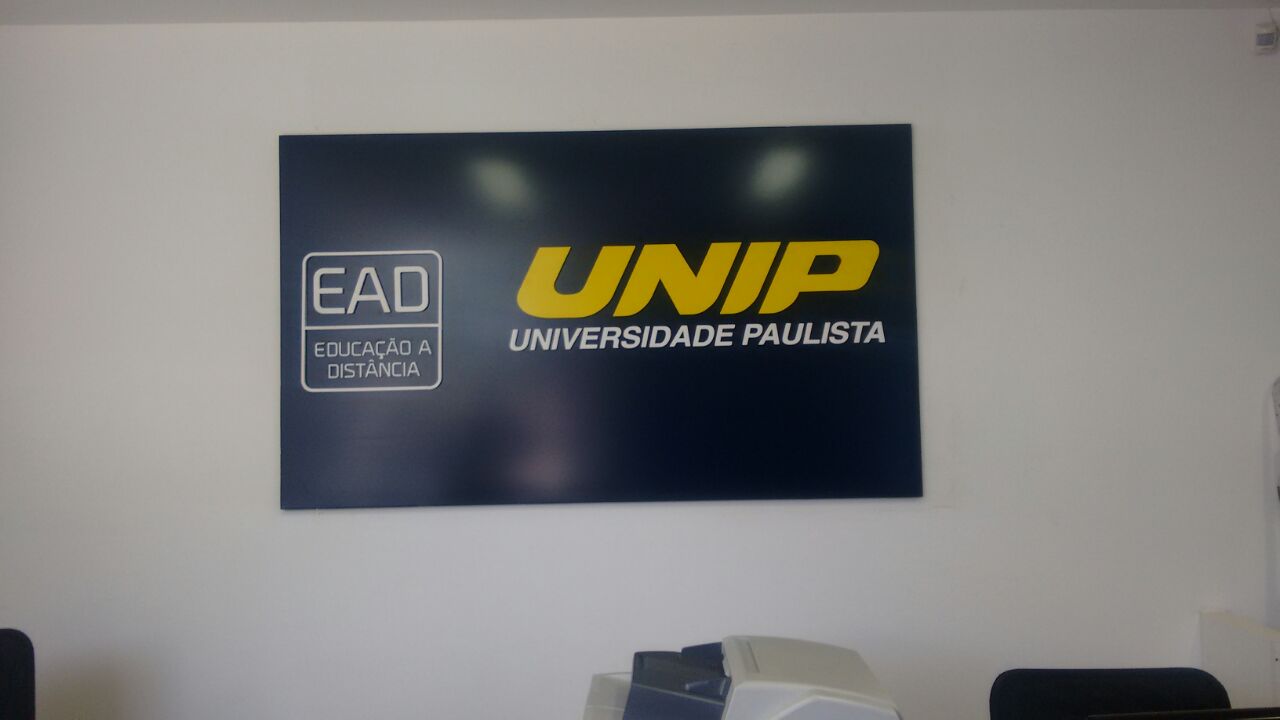 EAD
EDUCAÇÃO A
DISTÂNCIA
UNIP
UNIVERSIDADE PAULISTA